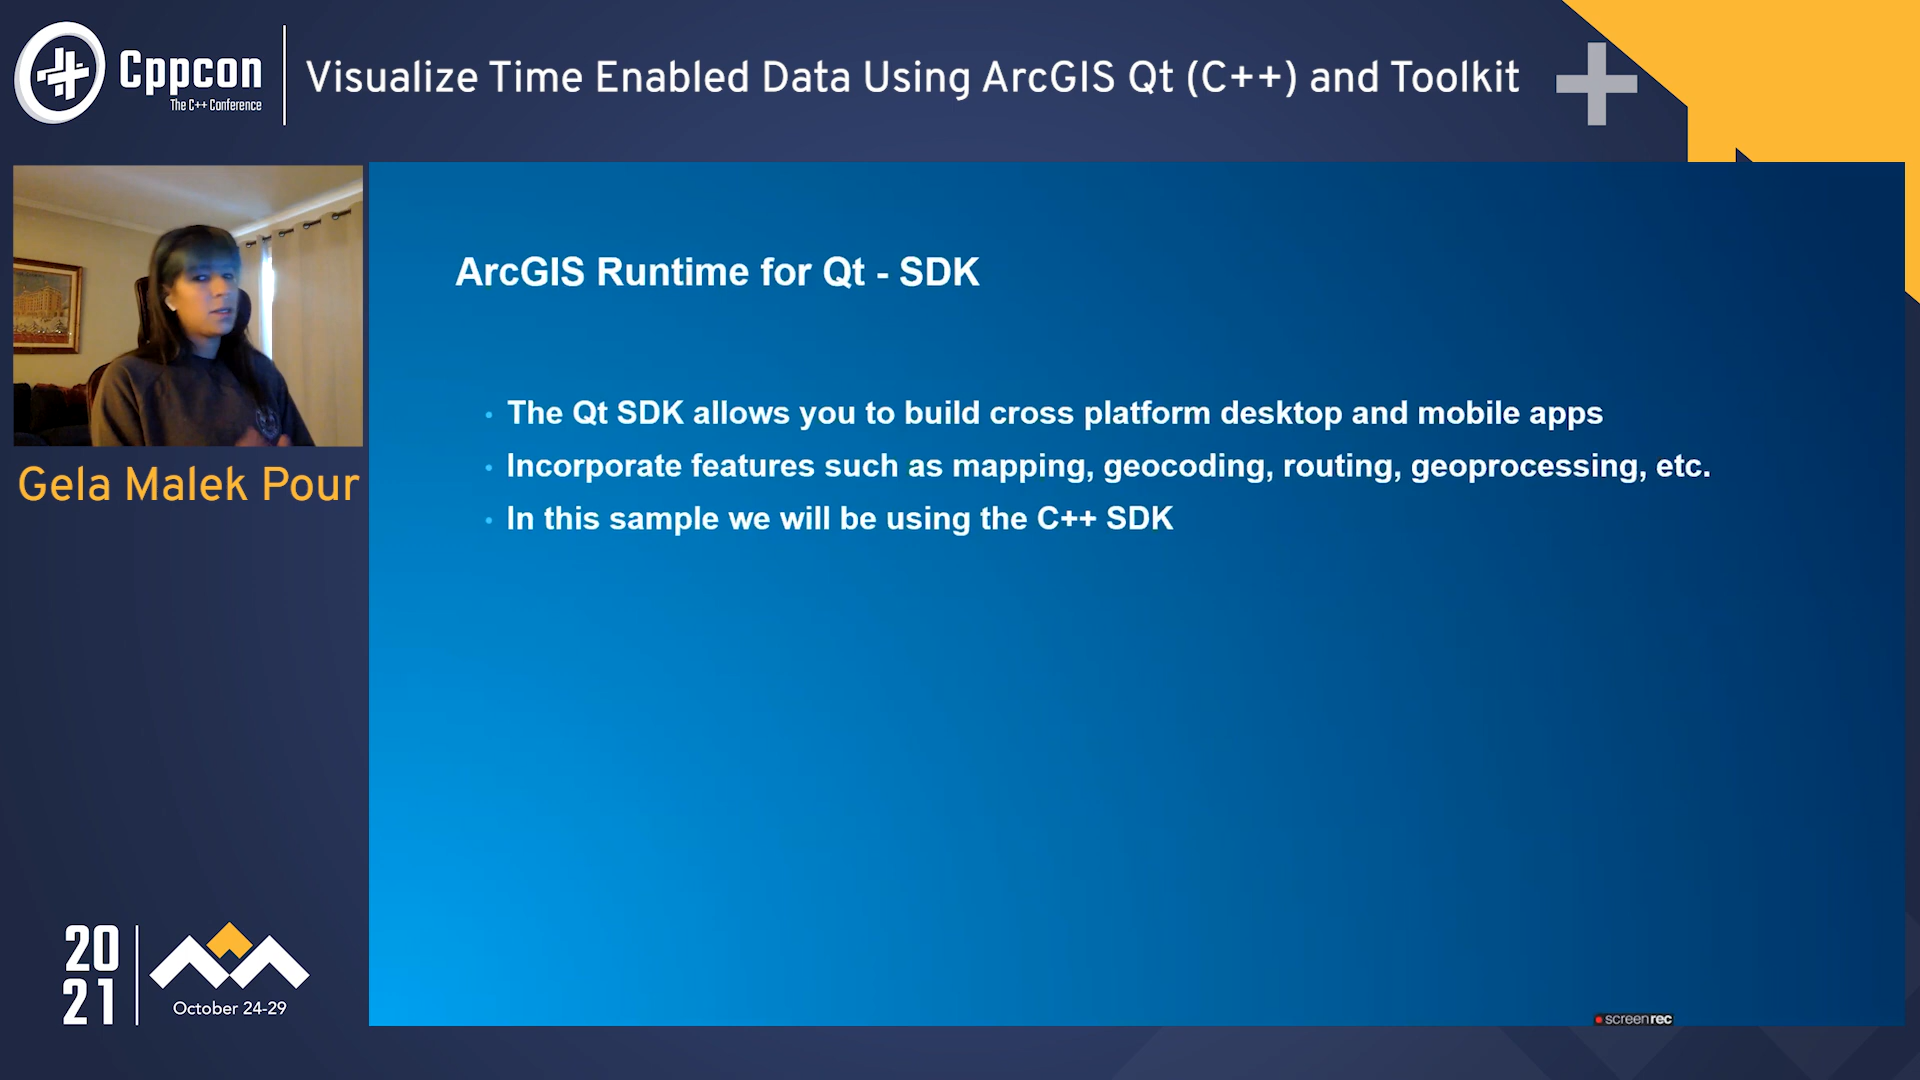 Cppcon
The C++ Conference
Visualize Time Enabled Data Using ArcGIS Qt (C++) and Toolkit
Gela Malek Pour
ArcGIS Runtime for Qt - SDK
• The Qt SDK allows you to build cross platform desktop and mobile apps
• Incorporate features such as mapping, geocoding, routing, geoprocessing, etc.
• In this sample we will be using the C++ SDK
20
21
October 24-29
screenrec